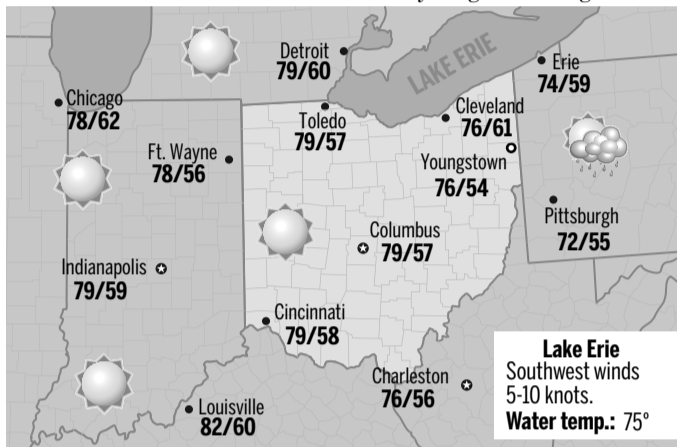 Detroit
79/60
LAKE ERIE
Erie
74/59
Chicago
78/62
Toledo
79/57
Cleveland
76/61
Ft. Wayne
78/56
Youngstown
76/54
Pittsburgh
72/55
Columbus
79/57
Indianapolis
79/59
Cincinnati
79/58
Charleston
76/56
Louisville
82/60
Lake Erie
Southwest winds
5-10 knots.
Water temp.: 75°